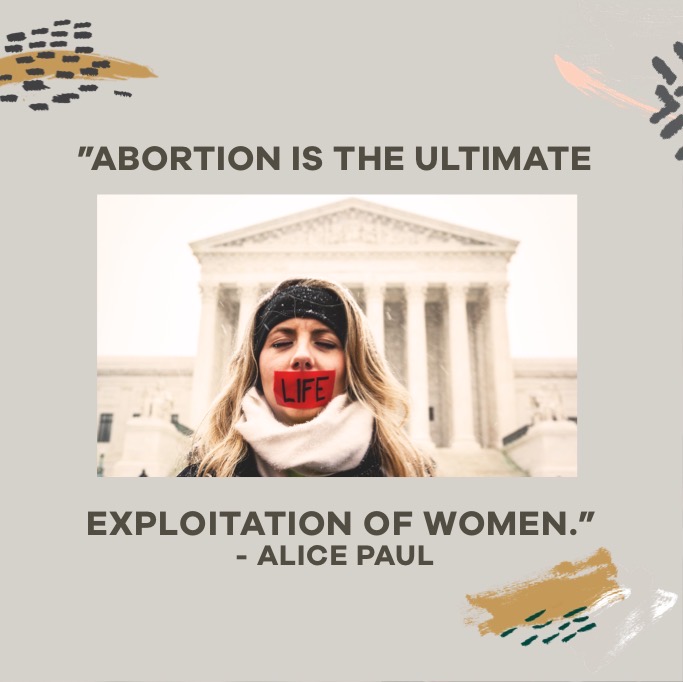 "ABORTION IS THE ULTIMATE
LIFE
EXPLOITATION OF WOMEN."
- ALICE PAUL